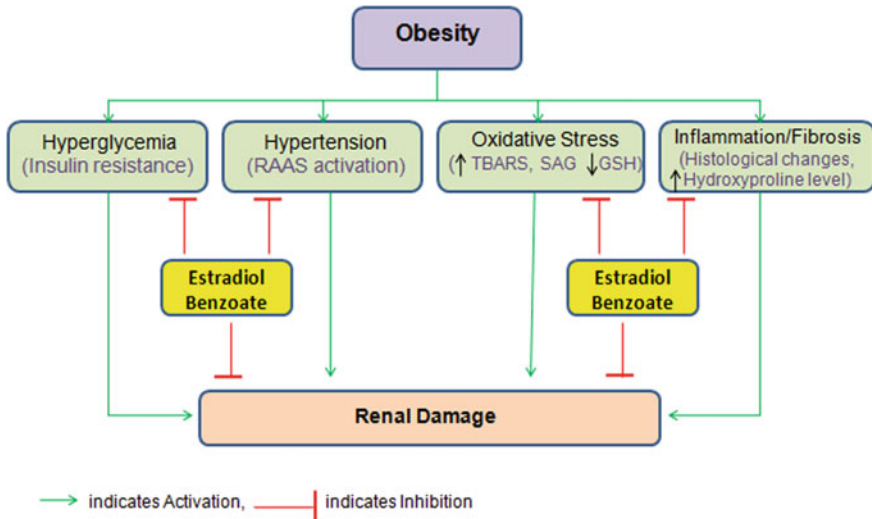 Obesity
Hyperglycemia
(Insulin resistance)
Hypertension
(RAAS activation)
Oxidative Stress
(↑ TBARS, SAG ↓GSH)
Inflammation/Fibrosis
(Histological changes,
↑Hydroxyproline level)
Estradiol
Benzoate
Estradiol
Benzoate
Renal Damage
indicates Activation, indicates Inhibition